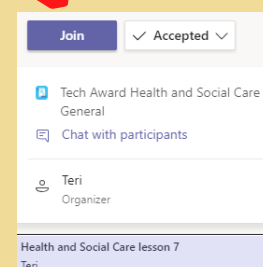 Join
Accepted
Tech Award Health and Social Care
General
Chat with participants
Teri
Organizer
Health and Social Care lesson 7
Teri